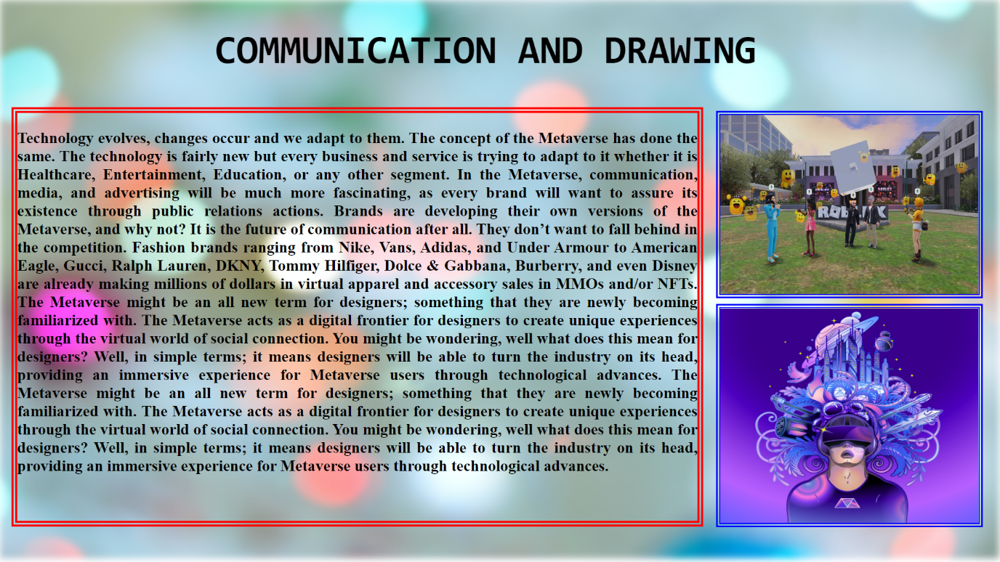 COMMUNICATION AND DRAWING
Technology evolves, changes occur and we adapt to them. The concept of the Metaverse has done the
same. The technology is fairly new but every business and service is trying to adapt to it whether it is
Healthcare, Entertainment, Education, or any other segment. In the Metaverse, communication,
media, and advertising will be much more fascinating, as every brand will want to assure its
existence through public relations actions. Brands are developing their own versions of the
Metaverse, and why not? It is the future of communication after all. They don’t want to fall behind in
the competition. Fashion brands ranging from Nike, Vans, Adidas, and Under Armour to American
Eagle, Gucci, Ralph Lauren, DKNY, Tommy Hilfiger, Dolce & Gabbana, Burberry, and even Disney
are already making millions of dollars in virtual apparel and accessory sales in MMOs and/or NFTs.
The Metaverse might be an all new term for designers; something that they are newly becoming
familiarized with. The Metaverse acts as a digital frontier for designers to create unique experiences
through the virtual world of social connection. You might be wondering, well what does this mean for
designers? Well, in simple terms; it means designers will be able to turn the industry on its head,
providing an immersive experience for Metaverse users through technological advances. The
Metaverse might be an all new term for designers; something that they are newly becoming
familiarized with. The Metaverse acts as a digital frontier for designers to create unique experiences
through the virtual world of social connection. You might be wondering, well what does this mean for
designers? Well, in simple terms; it means designers will be able to turn the industry on its head,
providing an immersive experience for Metaverse users through technological advances.